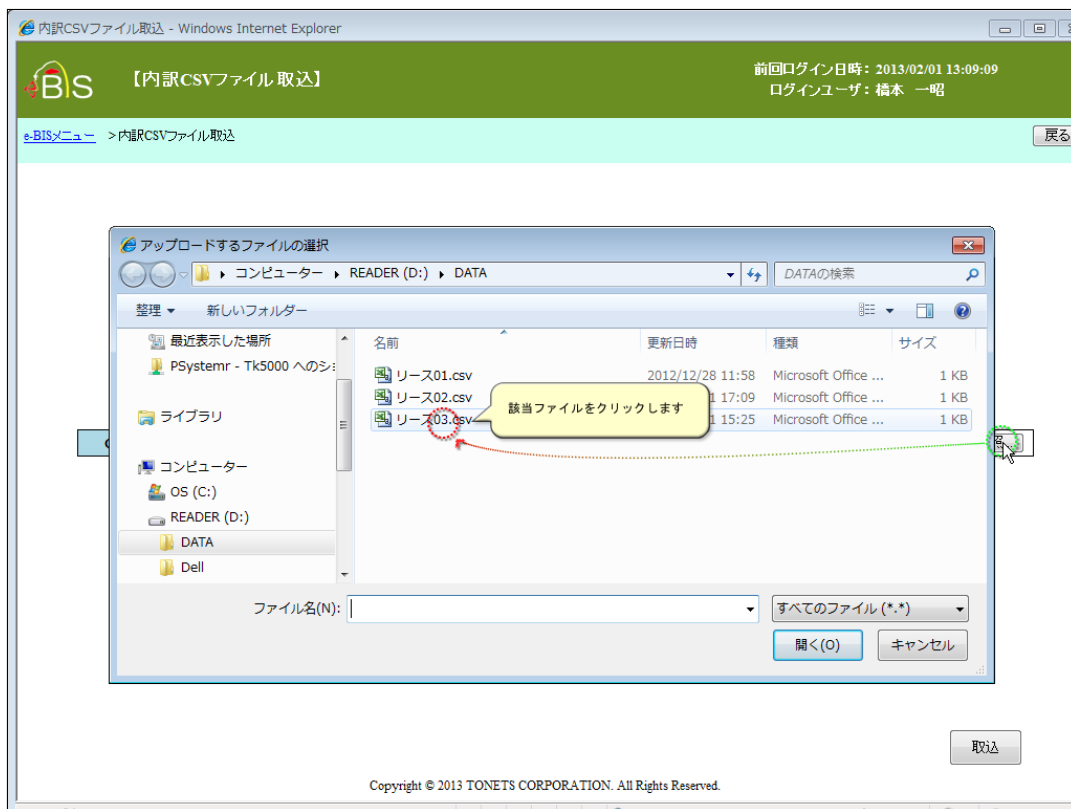 内訳CSVファイル取込 - Windows Internet Explorer
BIS
【内訳CSVファイル取込】
前回ログイン日時：2013/02/01 13:09:09
ログインユーザ：橋本 一昭
e-BISメニュー >内訳CSVファイル取込
戻る
アップロードするファイルの選択
コンピューター ▸ READER (D:) ▸ DATA
DATAの検索
整理 新しいフォルダー
最近表示した場所
PSystemr - Tk5000 へのショ
ライブラリ
コンピューター
OS (C:)
READER (D:)
DATA
Dell
名前 更新日時 種類 サイズ
リース01.csv 2012/12/28 11:58 Microsoft Office ... 1 KB
リース02.csv 17:09 Microsoft Office ... 1 KB
リース03.csv 15:25 Microsoft Office ... 1 KB
該当ファイルをクリックします
ファイル名(N):
すべてのファイル (*.*)
開く(O) キャンセル
取込
Copyright © 2013 TONETS CORPORATION. All Rights Reserved.